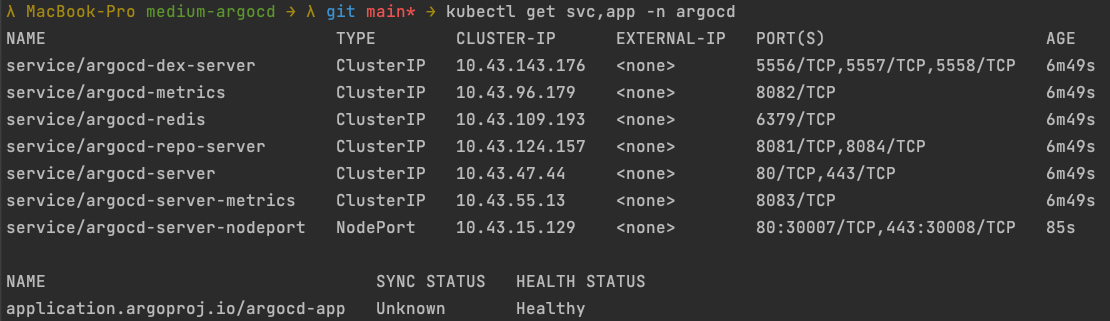 λ MacBook-Pro medium-argocd → λ git main* → kubectl get svc,app -n argocd
NAME TYPE CLUSTER-IP EXTERNAL-IP PORT(S) AGE
service/argocd-dex-server ClusterIP 10.43.143.176 <none> 5556/TCP,5557/TCP,5558/TCP 6m49s
service/argocd-metrics ClusterIP 10.43.96.179 <none> 8082/TCP 6m49s
service/argocd-redis ClusterIP 10.43.109.193 <none> 6379/TCP 6m49s
service/argocd-repo-server ClusterIP 10.43.124.157 <none> 8081/TCP,8084/TCP 6m49s
service/argocd-server ClusterIP 10.43.47.44 <none> 80/TCP,443/TCP 6m49s
service/argocd-server-metrics ClusterIP 10.43.55.13 <none> 8083/TCP 6m49s
service/argocd-server-nodeport NodePort 10.43.15.129 <none> 80:30007/TCP,443:30008/TCP 85s
NAME SYNC STATUS HEALTH STATUS
application.argoproj.io/argocd-app Unknown Healthy